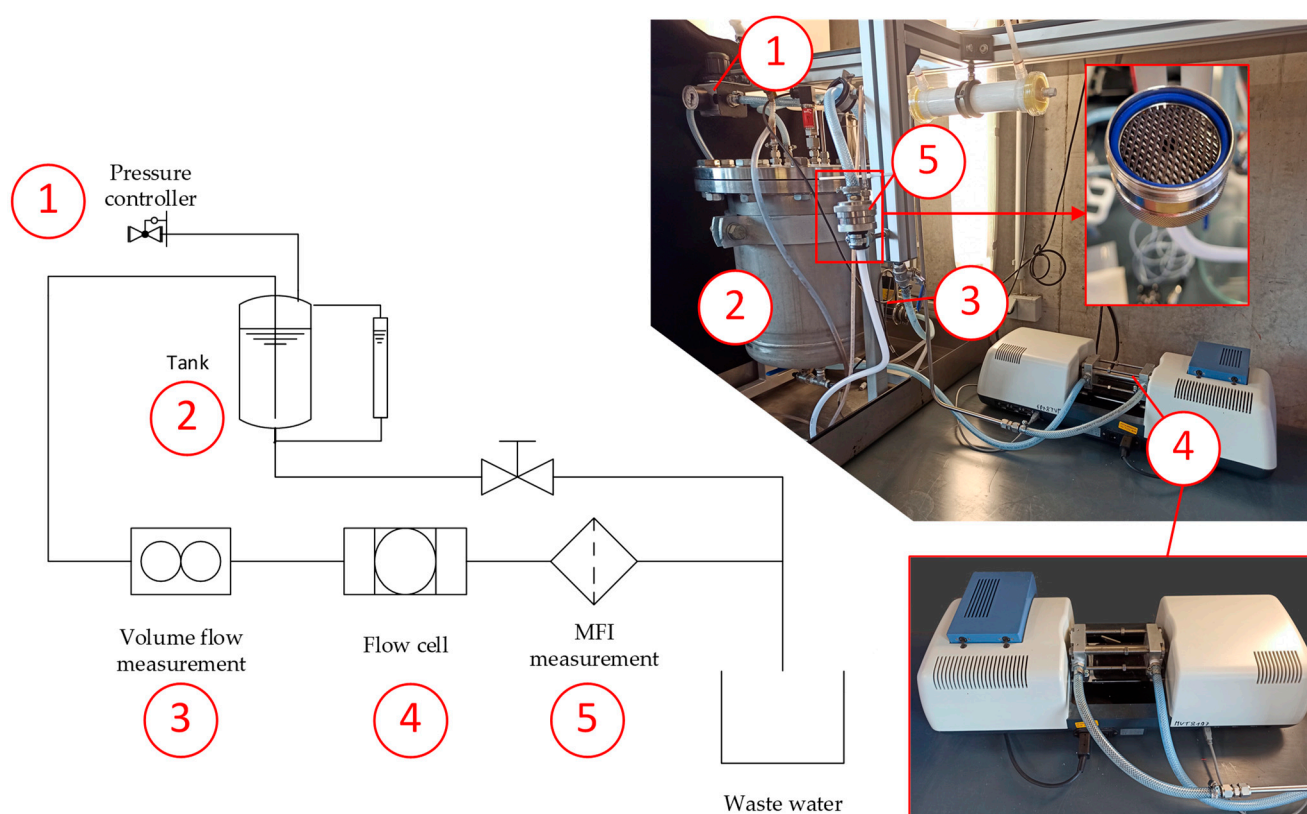 1
Pressure
controller
Tank
2
Volume flow
measurement
3
Flow cell
4
MFI
measurement
5
Waste water
1
5
2
3
4